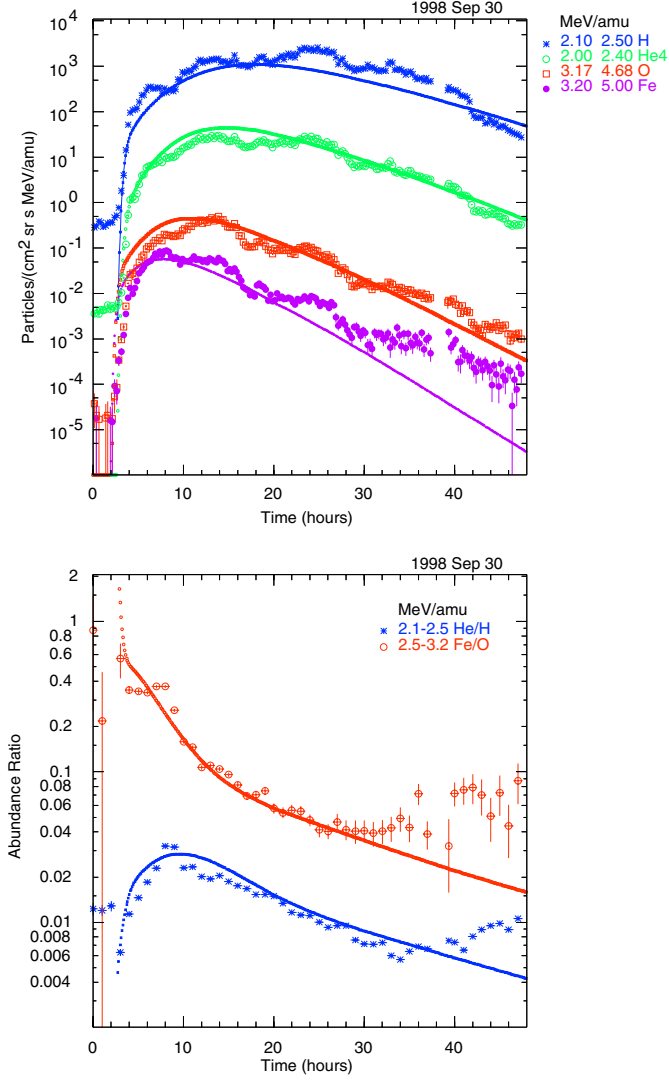 1998 Sep 30
MeV/amu
2.10 2.50 H
2.00 2.40 He4
3.17 4.68 O
3.20 5.00 Fe
10^4
10^3
10^2
10^1
10^0
10^-1
10^-2
10^-3
10^-4
10^-5
Particles/(cm2 sr s MeV/amu)
0 10 20 30 40
Time (hours)
1998 Sep 30
MeV/amu
2.1-2.5 He/H
2.5-3.2 Fe/O
2
1
0.8
0.6
0.4
0.2
0.1
0.08
0.06
0.04
0.02
0.01
0.008
0.006
0.004
Abundance Ratio
0 10 20 30 40
Time (hours)